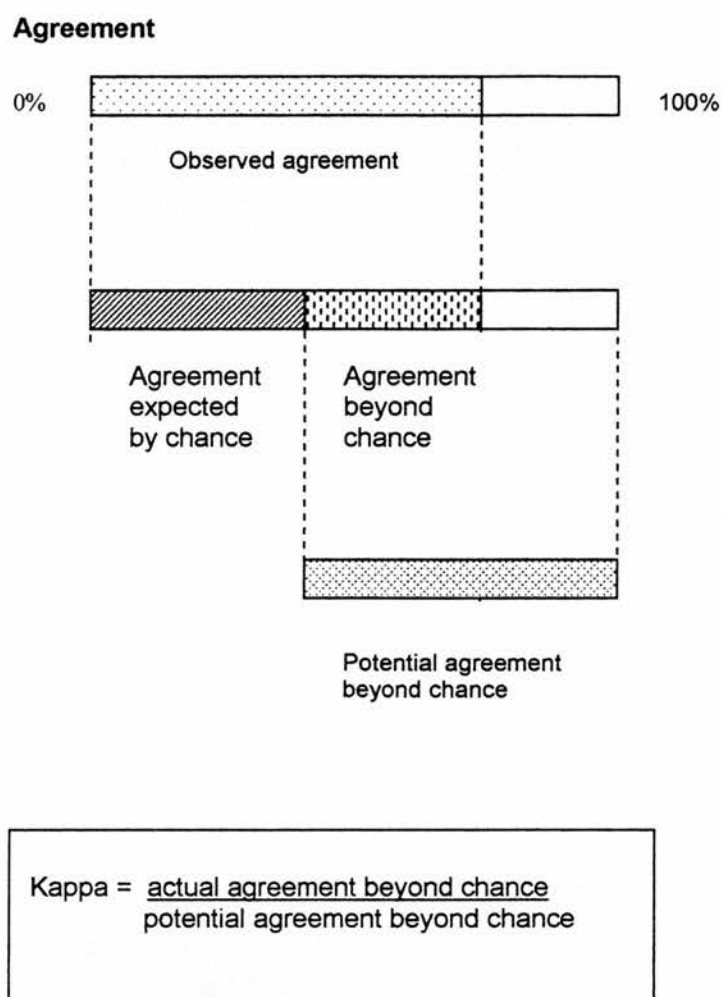 Agreement
0%
100%
Observed agreement
Agreement
expected
by chance
Agreement
beyond
chance
Potential agreement
beyond chance
Kappa = actual agreement beyond chance
potential agreement beyond chance